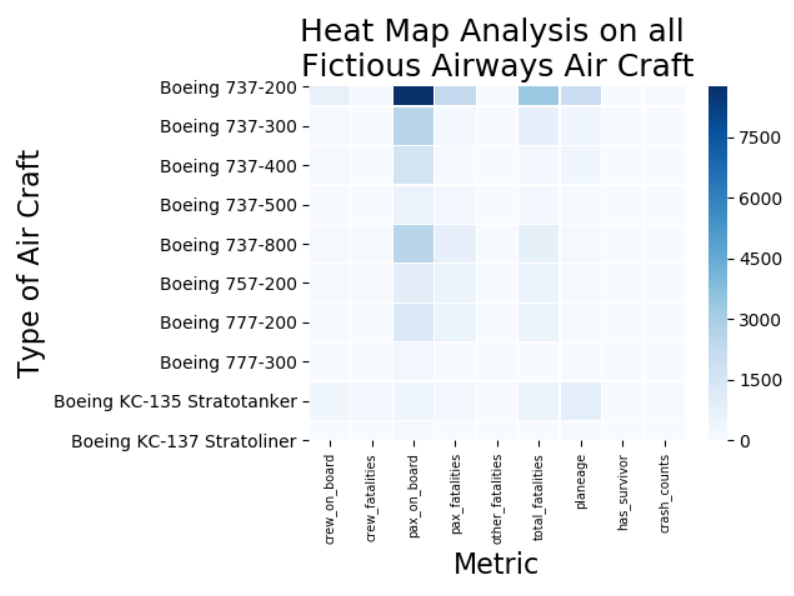 Heat Map Analysis on all
Fictious Airways Air Craft
Type of Air Craft
Boeing 737-200
Boeing 737-300
Boeing 737-400
Boeing 737-500
Boeing 737-800
Boeing 757-200
Boeing 777-200
Boeing 777-300
Boeing KC-135 Stratotanker
Boeing KC-137 Stratoliner
crew_on_board
crew_fatalities
pax_on_board
pax_fatalities
other_fatalities
total_fatalities
planeage
has_survivor
crash_counts
Metric
7500
6000
4500
3000
1500
0